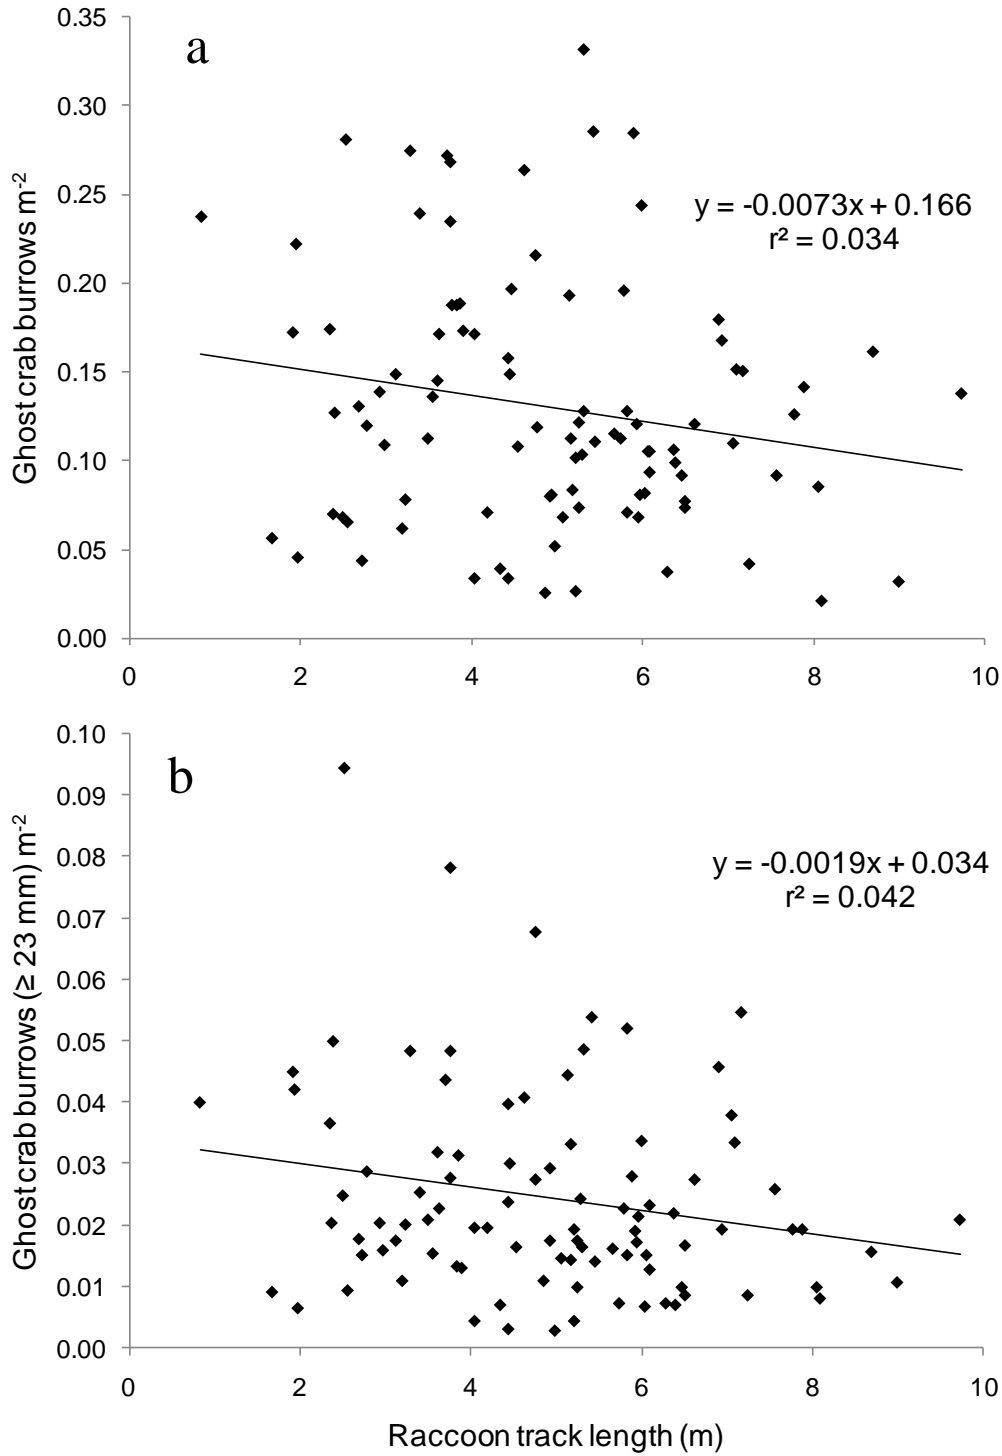 a
Ghost crab burrows m-2
0.35
0.30
0.25
0.20
0.15
0.10
0.05
0.00
y = -0.0073x + 0.166
r² = 0.034
0 2 4 6 8 10
b
Ghost crab burrows (≥ 23 mm) m-2
0.10
0.09
0.08
0.07
0.06
0.05
0.04
0.03
0.02
0.01
0.00
y = -0.0019x + 0.034
r² = 0.042
0 2 4 6 8 10
Raccoon track length (m)